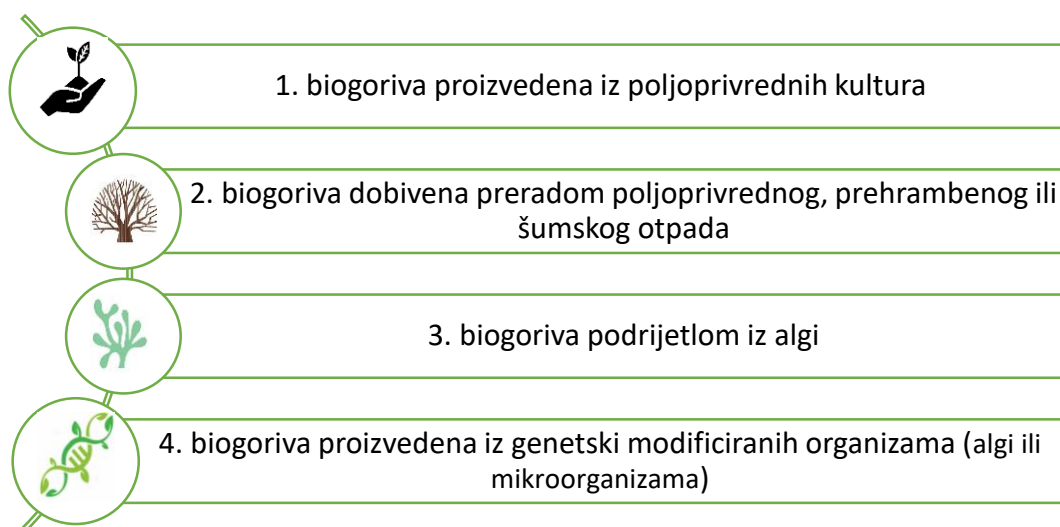 1. biogoriva proizvedena iz poljoprivrednih kultura
2. biogoriva dobivena preradom poljoprivrednog, prehrambenog ili
šumskog otpada
3. biogoriva podrijetlom iz algi
4. biogoriva proizvedena iz genetski modificiranih organizama (algi ili
mikroorganizama)